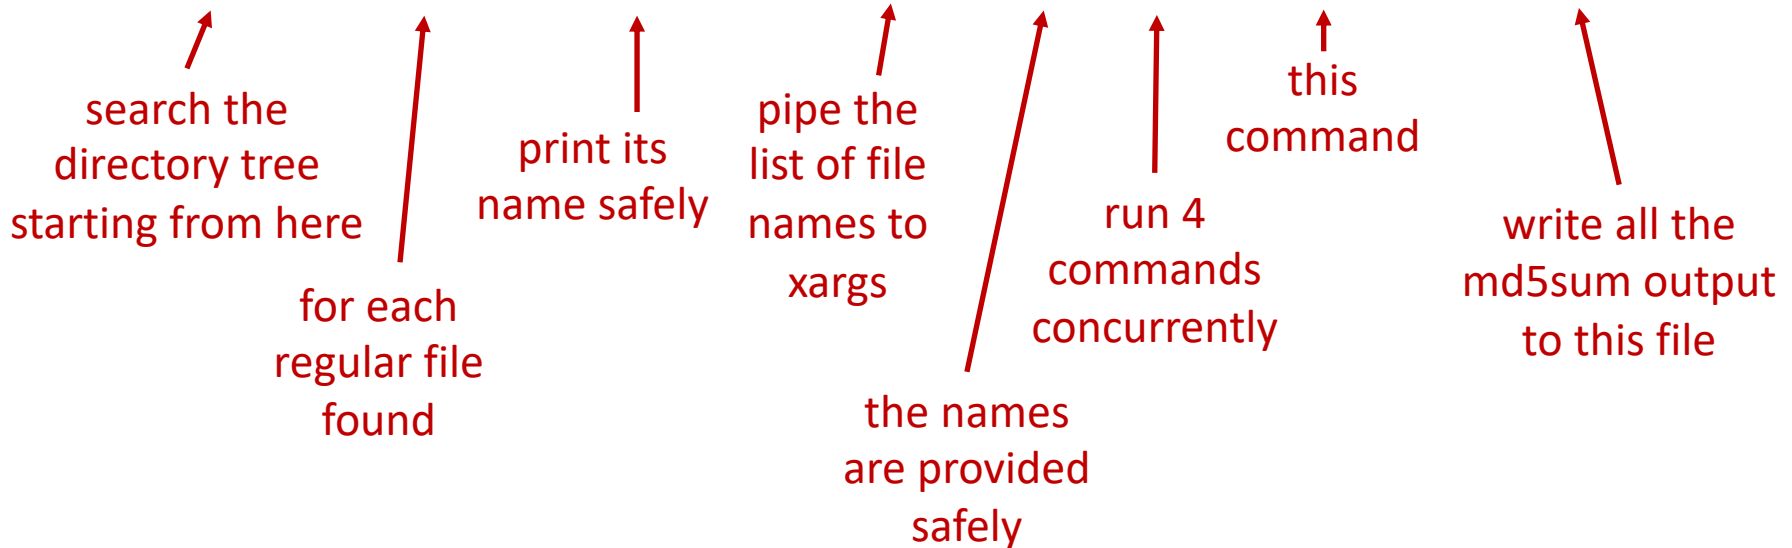 search the
directory tree
starting from here
for each
regular file
found
print its
name safely
pipe the
list of file
names to
xargs
the names
are provided
safely
run 4
commands
concurrently
this
command
write all the
md5sum output
to this file